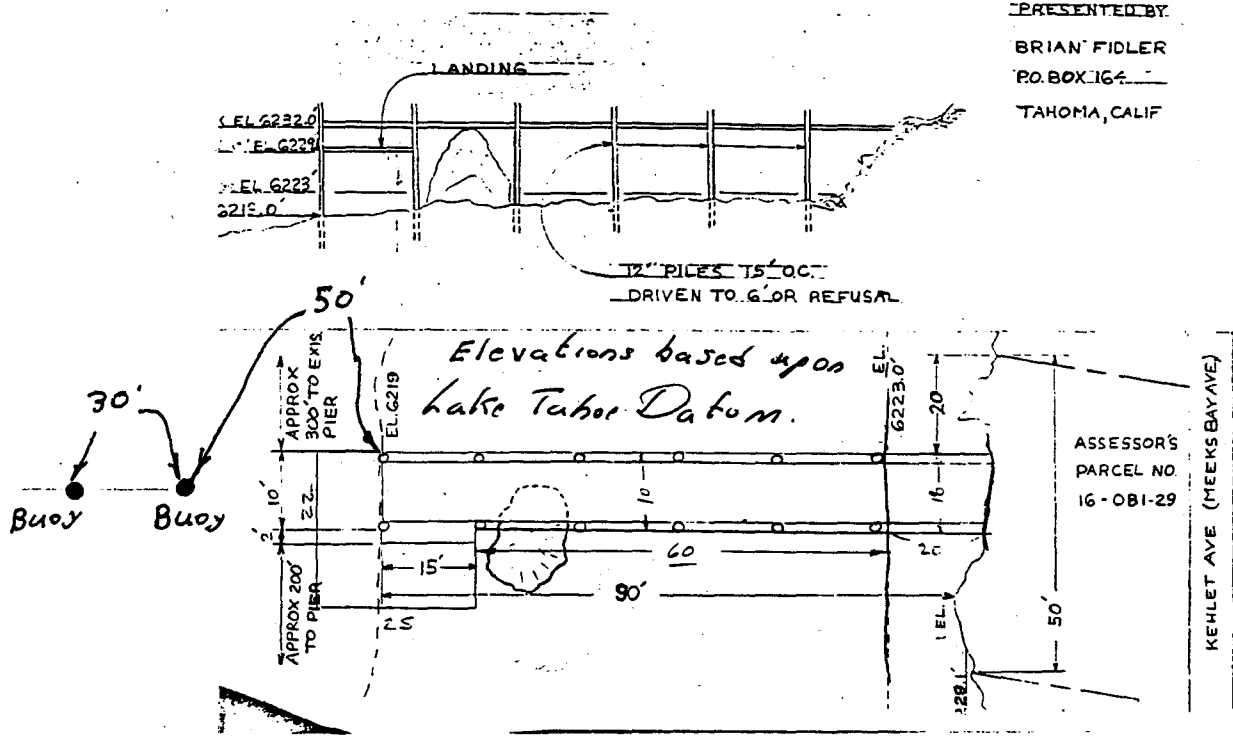 PRESENTED BY
BRIAN FIDLER
P.O. BOX 164
TAHOMA, CALIF
LANDING
EL 6232.0'
EL 6229
EL 6223'
12" PILES 15' O.C.
DRIVEN TO 6' OR REFUSAL
50'
30'
Buoy
Buoy
APPROX
300' TO EXIS.
PIER
EL. 6219
Elevations based upon
Lake Tahoe Datum.
EL.
6223.0'
20
ASSESSOR'S
PARCEL NO.
16-081-29
KEHLET AVE (MEEKS BAY AVE)
10'
22
2'
10
18
20
60
15'
90'
25
50'
APPROX 200'
TO PIER
EL.